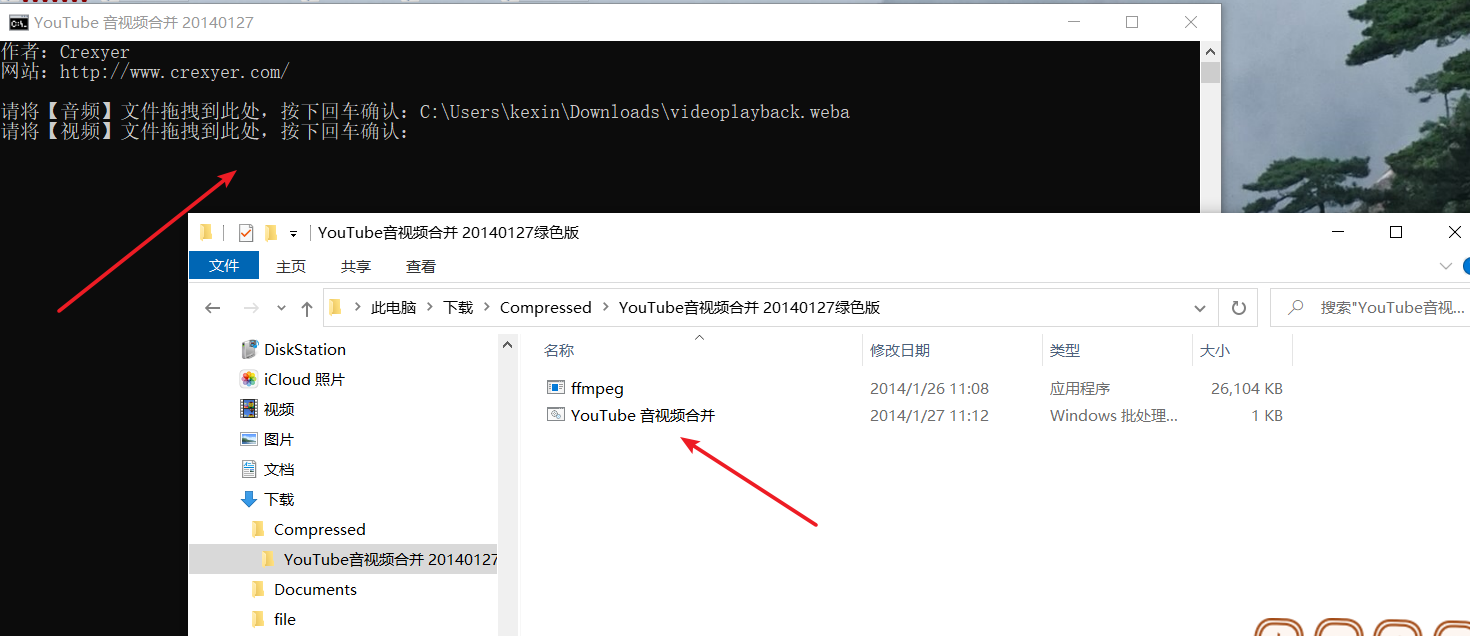 YouTube 音视频合并 20140127
作者: Crexyer
网站: http://www.crexyer.com/
请将【音频】文件拖拽到此处，按下回车确认: C:\Users\kexin\Downloads\videoplayback.weba
请将【视频】文件拖拽到此处，按下回车确认:
YouTube音视频合并 20140127绿色版
文件 主页 共享 查看
此电脑 下载 Compressed YouTube音视频合并 20140127绿色版 搜索"YouTube音视...
名称 修改日期 类型 大小
DiskStation
iCloud 照片
视频
图片
文档
下载
Compressed
YouTube音视频合并 20140127
Documents
file
ffmpeg 2014/1/26 11:08 应用程序 26,104 KB
YouTube 音视频合并 2014/1/27 11:12 Windows 批处理... 1 KB